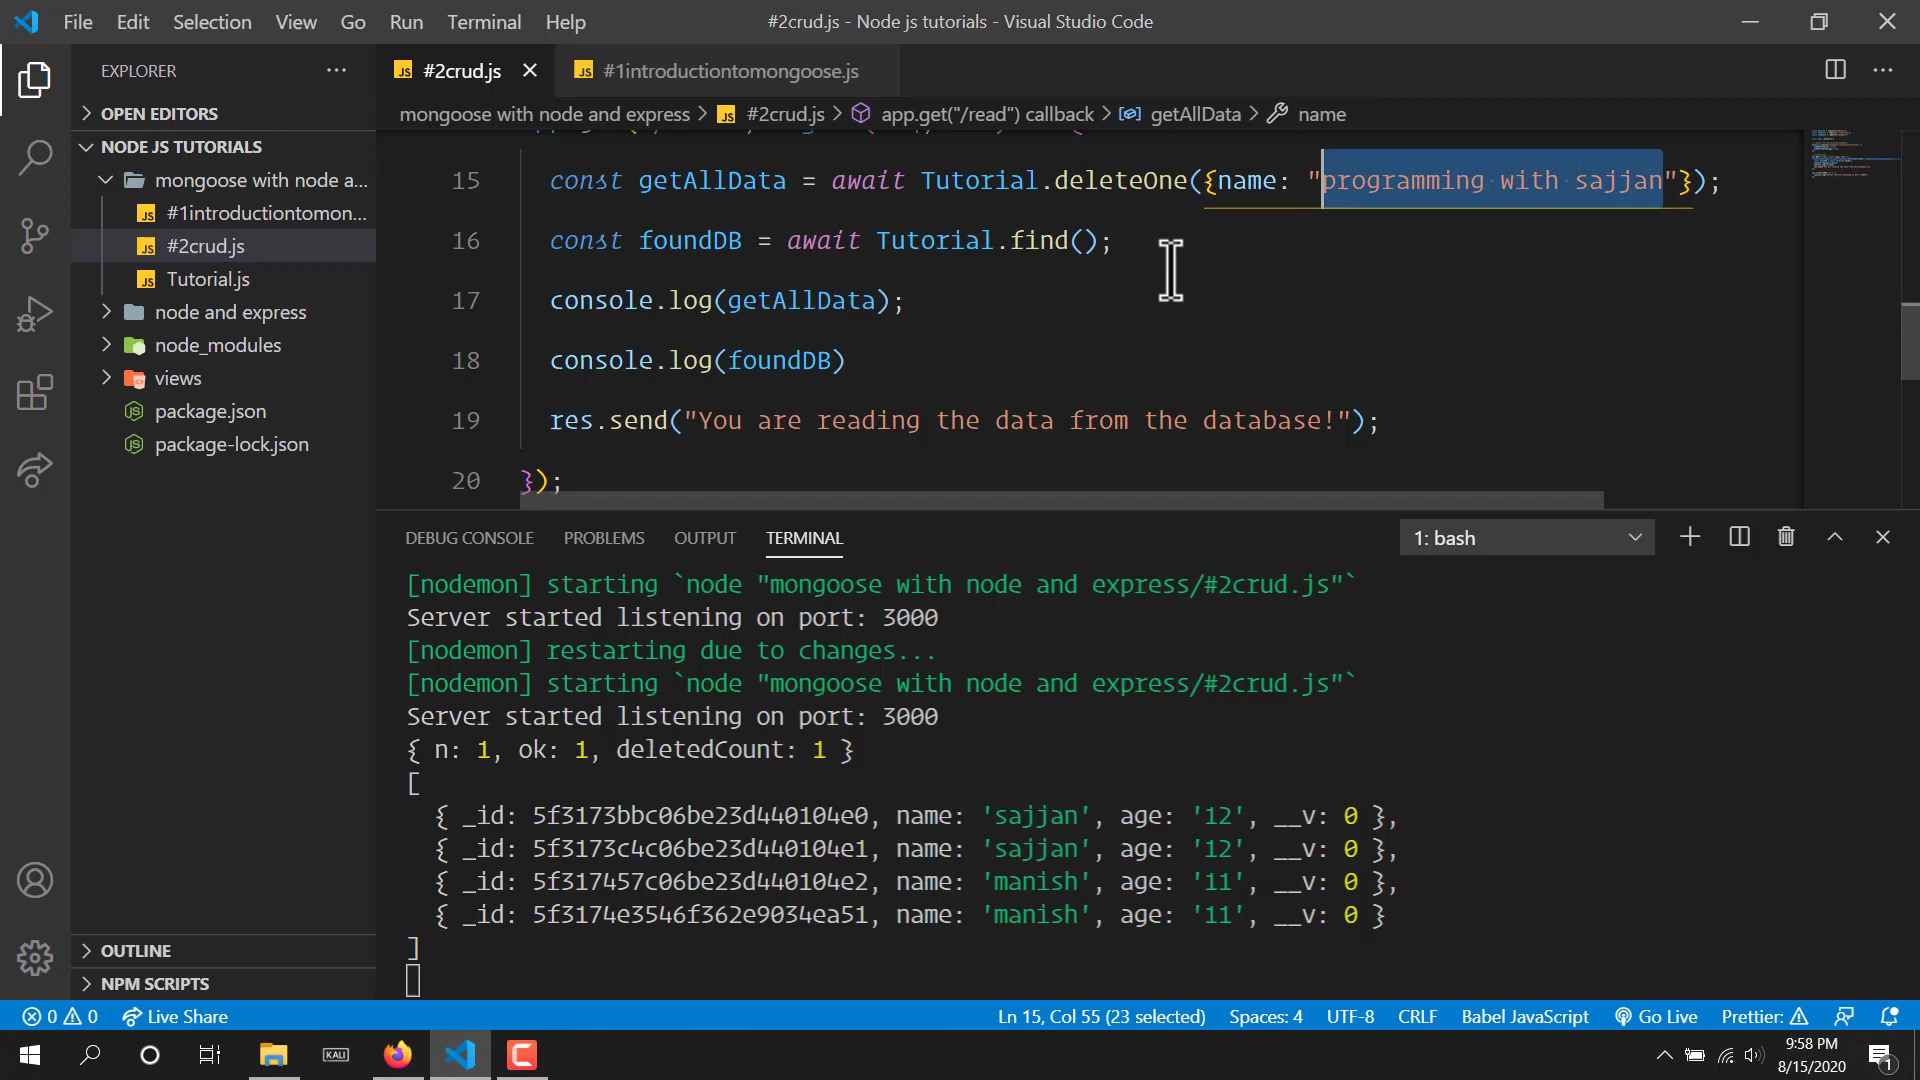 File Edit Selection View Go Run Terminal Help #2crud.js - Node js tutorials - Visual Studio Code
EXPLORER
JS #2crud.js
JS #1introductiontomongoose.js
OPEN EDITORS
mongoose with node and express > JS #2crud.js > app.get("/read") callback > getAllData > name
NODE JS TUTORIALS
mongoose with node a...
JS #1introductiontomon...
JS #2crud.js
JS Tutorial.js
node and express
node_modules
views
package.json
package-lock.json
15 const getAllData = await Tutorial.deleteOne({name: "programming with sajjan"});
16 const foundDB = await Tutorial.find();
17 console.log(getAllData);
18 console.log(foundDB)
19 res.send("You are reading the data from the database!");
20 });
DEBUG CONSOLE PROBLEMS OUTPUT TERMINAL 1: bash
[nodemon] starting `node "mongoose with node and express/#2crud.js"`
Server started listening on port: 3000
[nodemon] restarting due to changes...
[nodemon] starting `node "mongoose with node and express/#2crud.js"`
Server started listening on port: 3000
{ n: 1, ok: 1, deletedCount: 1 }
[
{ _id: 5f3173bbc06be23d440104e0, name: 'sajjan', age: '12', __v: 0 },
{ _id: 5f3173c4c06be23d440104e1, name: 'sajjan', age: '12', __v: 0 },
{ _id: 5f317457c06be23d440104e2, name: 'manish', age: '11', __v: 0 },
{ _id: 5f3174e3546f362e9034ea51, name: 'manish', age: '11', __v: 0 }
]
OUTLINE
NPM SCRIPTS
0 0 Live Share Ln 15, Col 55 (23 selected) Spaces: 4 UTF-8 CRLF Babel JavaScript Go Live Prettier:
KALI
9:58 PM
8/15/2020
1